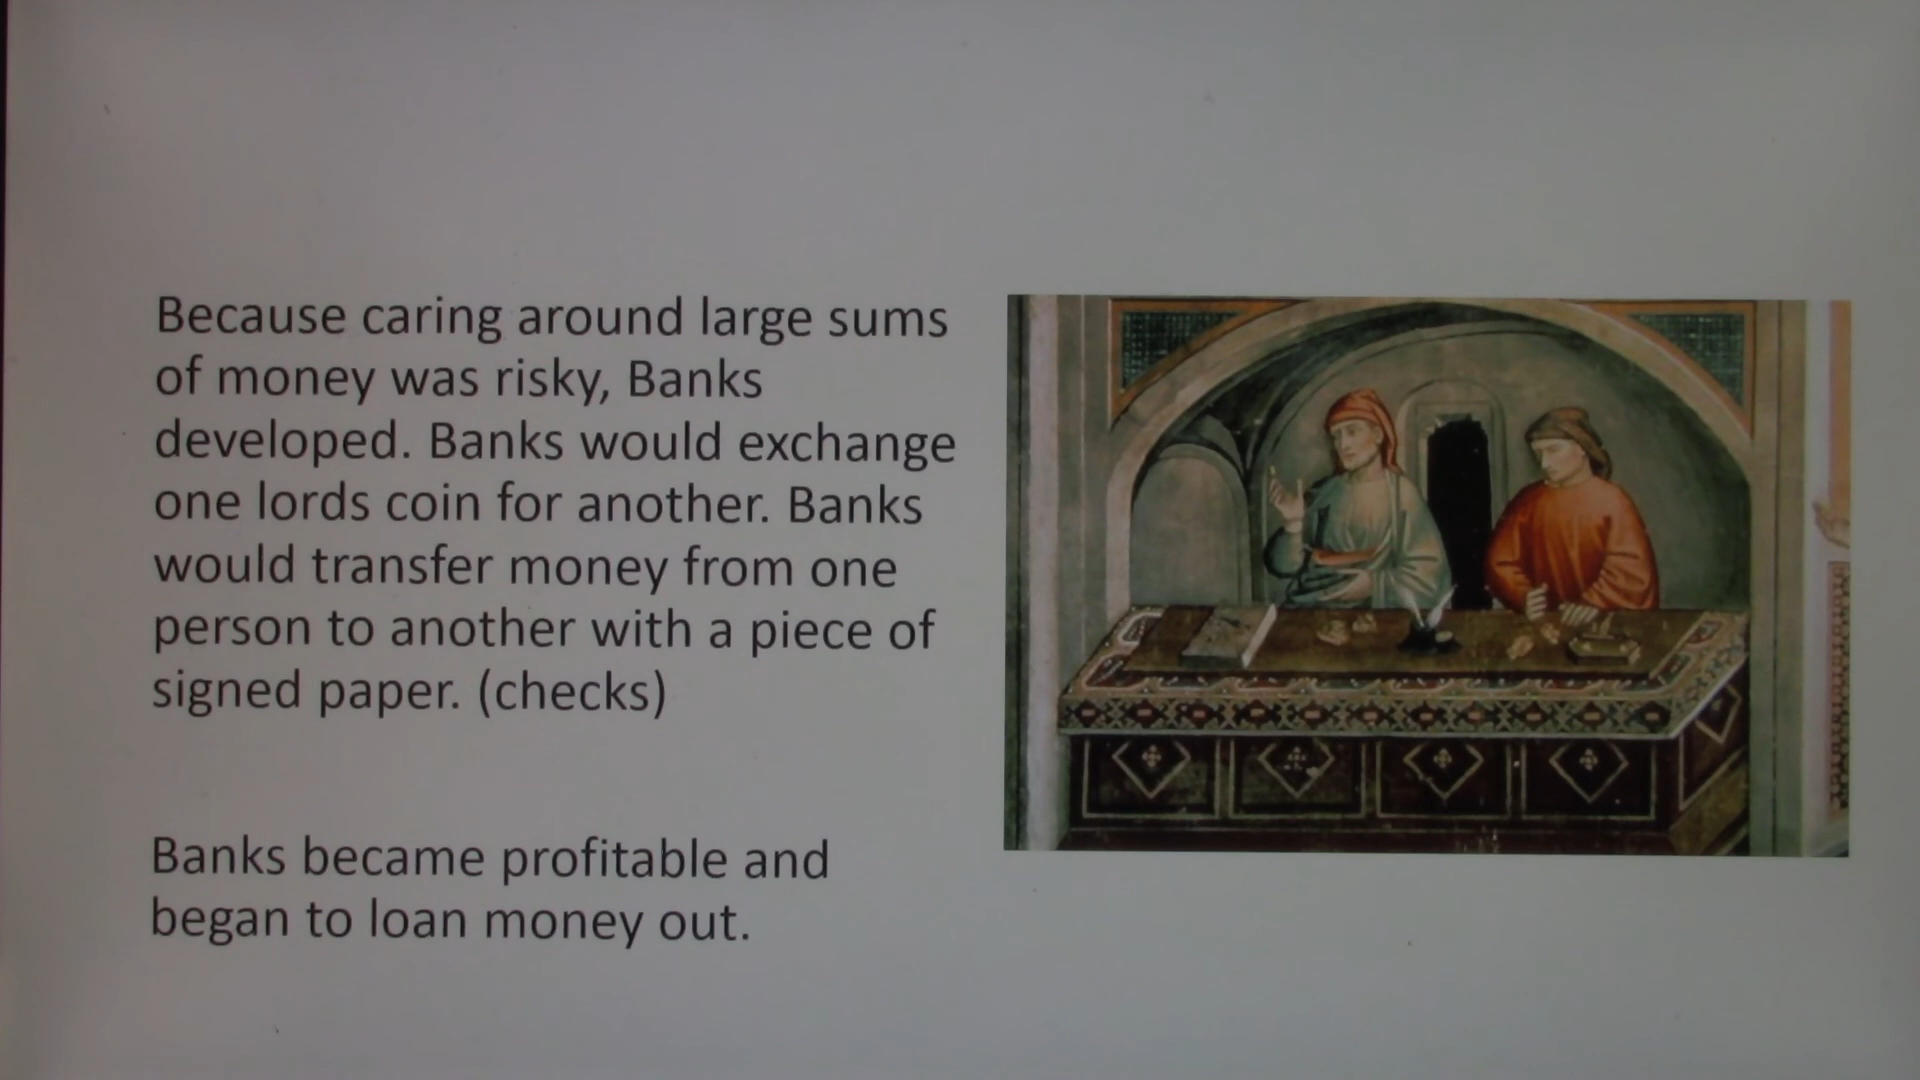 Because caring around large sums
of money was risky, Banks
developed. Banks would exchange
one lords coin for another. Banks
would transfer money from one
person to another with a piece of
signed paper. (checks)
Banks became profitable and
began to loan money out.